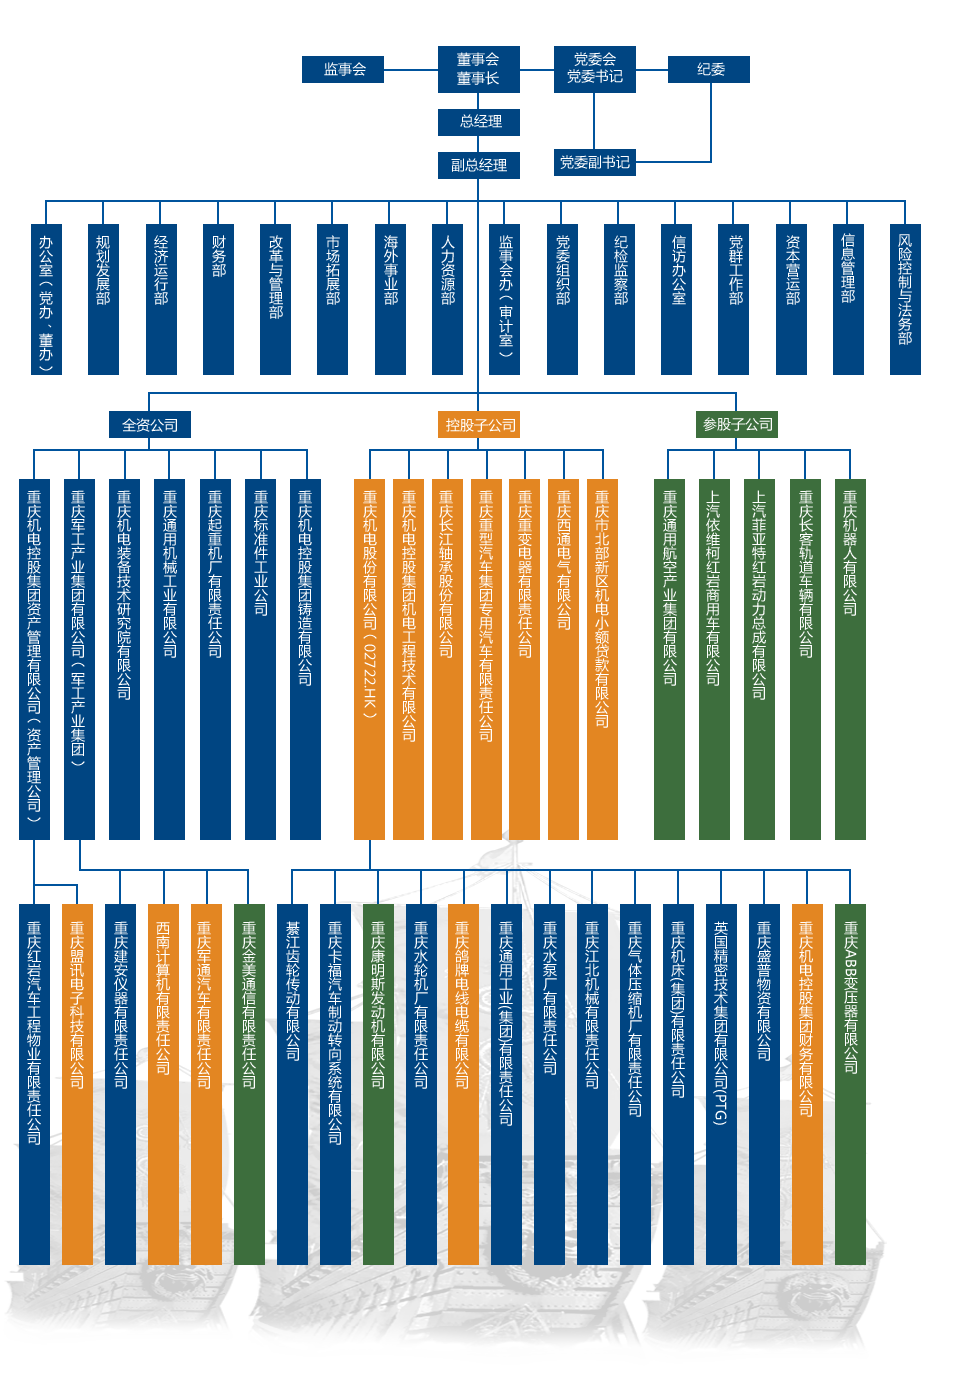 监事会
董事会
董事长
党委会
党委书记
纪委
总经理
副总经理
党委副书记
办公室（党办、董办）
规划发展部
经济运行部
财务部
改革与管理部
市场拓展部
海外事业部
人力资源部
监事会办（审计室）
党委组织部
纪检监察部
信访办公室
党群工作部
资本营运部
信息管理部
风险控制与法务部
全资公司
控股子公司
参股子公司
重庆机电控股集团资产管理有限公司（资产管理公司）
重庆军工产业集团有限公司（军工产业集团）
重庆机电装备技术研究院有限公司
重庆通用机械工业有限公司
重庆起重机厂有限责任公司
重庆标准件工业公司
重庆机电控股集团铸造有限公司
重庆机电股份有限公司（02722.HK）
重庆机电控股集团机电工程技术有限公司
重庆长江轴承股份有限公司
重庆重型汽车集团专用汽车有限责任公司
重庆重变电器有限责任公司
重庆西通电气有限公司
重庆市北部新区机电小额贷款有限公司
重庆通用航空产业集团有限公司
上汽依维柯红岩商用车有限公司
上汽菲亚特红岩动力总成有限公司
重庆长客轨道车辆有限公司
重庆机器人有限公司
重庆红岩汽车工程物业有限责任公司
重庆盟讯电子科技有限公司
重庆建安仪器有限责任公司
西南计算机有限责任公司
重庆军通汽车有限责任公司
重庆金美通信有限责任公司
綦江齿轮传动有限公司
重庆卡福汽车制动转向系统有限公司
重庆康明斯发动机有限公司
重庆水轮机厂有限责任公司
重庆鸽牌电线电缆有限公司
重庆通用工业(集团)有限责任公司
重庆水泵厂有限责任公司
重庆江北机械有限责任公司
重庆气体压缩机厂有限责任公司
重庆机床(集团)有限责任公司
英国精密技术集团有限公司(PTG)
重庆盛普物资有限公司
重庆机电控股集团财务有限公司
重庆ABB变压器有限公司